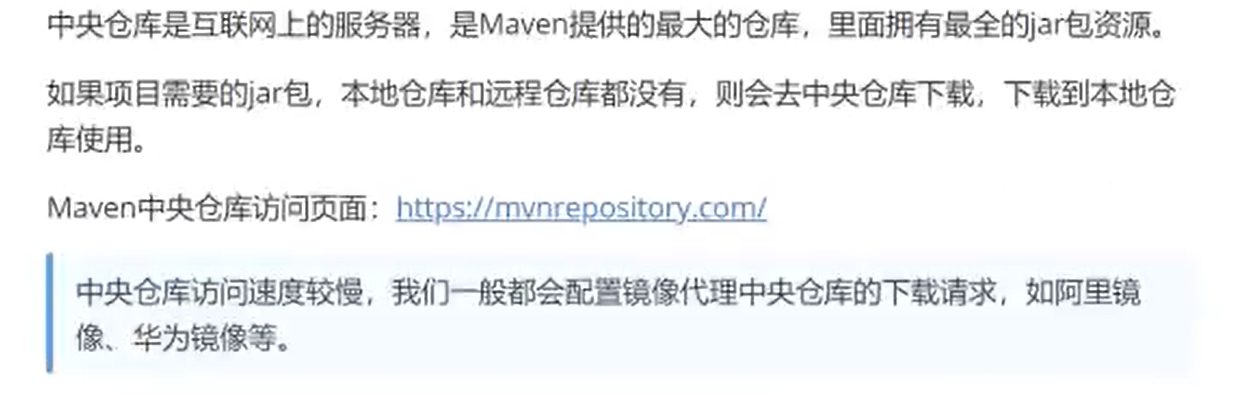 中央仓库是互联网上的服务器，是Maven提供的最大的仓库，里面拥有最全的jar包资源。
如果项目需要的jar包，本地仓库和远程仓库都没有，则会去中央仓库下载，下载到本地仓
库使用。
Maven中央仓库访问页面：https://mvnrepository.com/
中央仓库访问速度较慢，我们一般都会配置镜像代理中央仓库的下载请求，如阿里镜
像、华为镜像等。